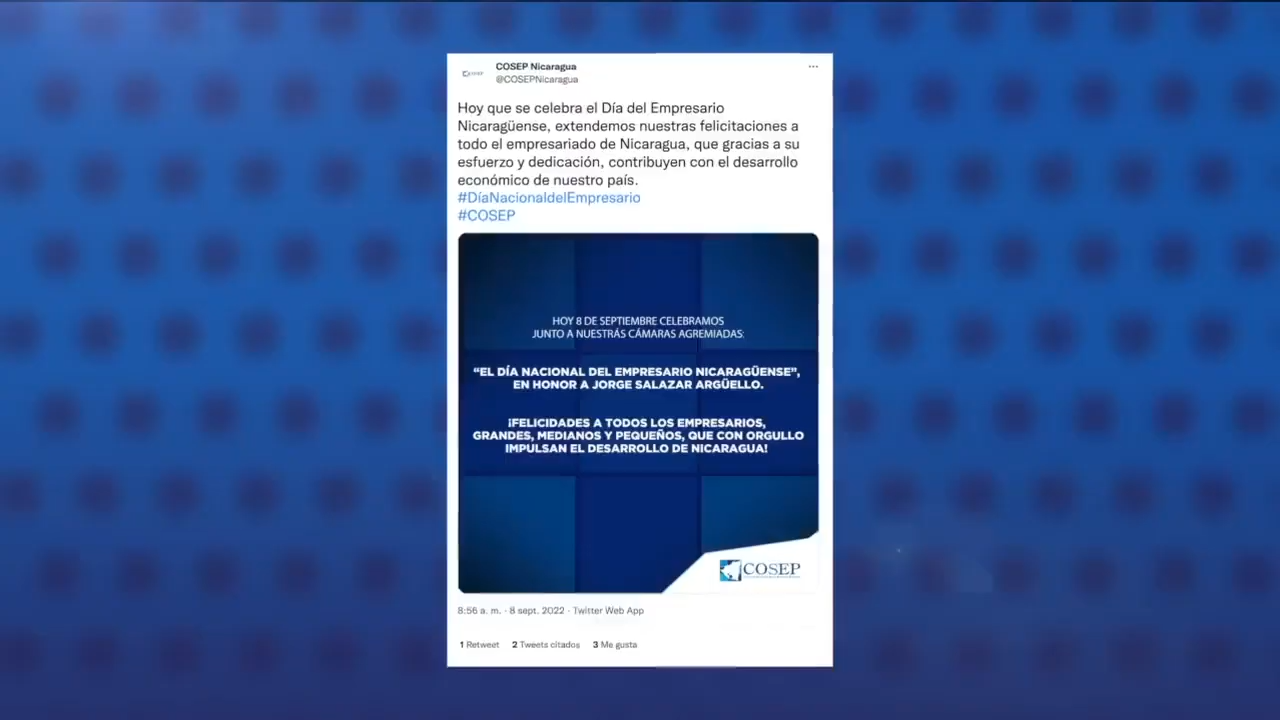 COSEP Nicaragua
@COSEPNicaragua
Hoy que se celebra el Día del Empresario
Nicaragüense, extendemos nuestras felicitaciones a
todo el empresariado de Nicaragua, que gracias a su
esfuerzo y dedicación, contribuyen con el desarrollo
económico de nuestro país.
#DíaNacionaldelEmpresario
#COSEP
HOY 8 DE SEPTIEMBRE CELEBRAMOS
JUNTO A NUESTRÁS CÁMARAS AGREMIADAS:
“EL DÍA NACIONAL DEL EMPRESARIO NICARAGÜENSE”,
EN HONOR A JORGE SALAZAR ARGÜELLO.
¡FELICIDADES A TODOS LOS EMPRESARIOS,
GRANDES, MEDIANOS Y PEQUEÑOS, QUE CON ORGULLO
IMPULSAN EL DESARROLLO DE NICARAGUA!
COSEP
8:56 a. m. · 8 sept. 2022 · Twitter Web App
1 Retweet 2 Tweets citados 3 Me gusta